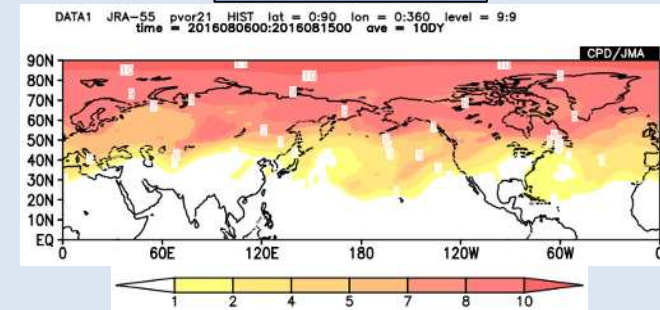 DATA1 JRA-55 pvor21 HIST lat = 0:90 lon = 0:360 level = 9:9
time = 2016080600:2016081500 ave = 10DY
CPD/JMA
90N
80N
70N
60N
50N
40N
30N
20N
10N
EQ
0 60E 120E 180 120W 60W 0
1 2 4 5 7 8 10